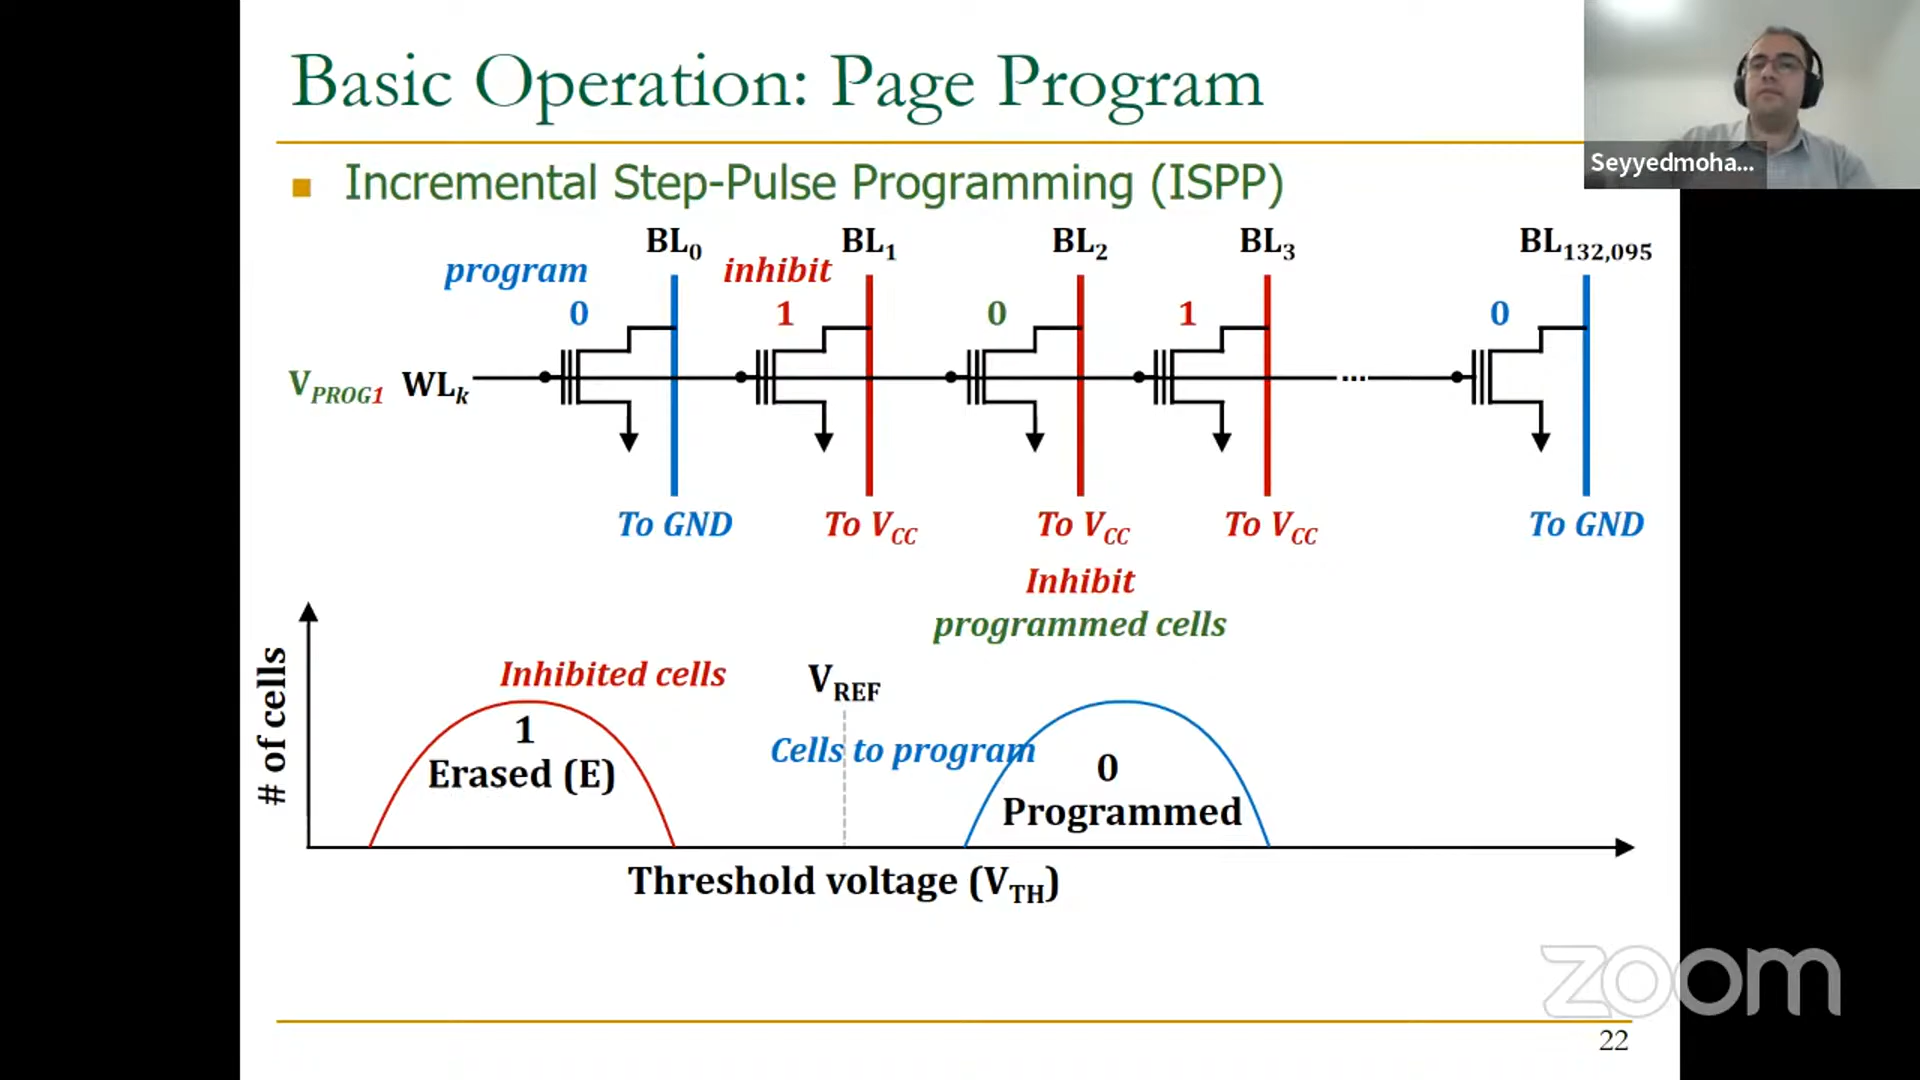 Basic Operation: Page Program
Seyyedmoha...
Incremental Step-Pulse Programming (ISPP)
BL0 BL1 BL2 BL3 BL132,095
program inhibit
0 1 0 1 0
VPROG1 WLk ...
To GND To VCC To VCC To VCC To GND
Inhibit
programmed cells
# of cells
Inhibited cells
VREF
1
Erased (E)
Cells to program
0
Programmed
Threshold voltage (VTH)
zoom
22